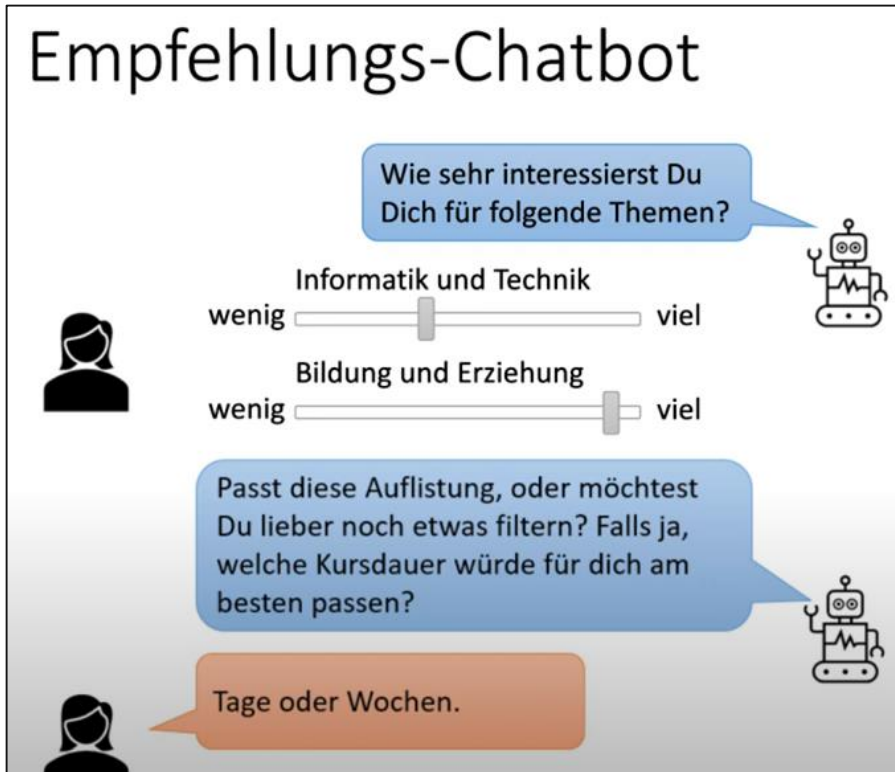 Empfehlungs-Chatbot
Wie sehr interessierst Du
Dich für folgende Themen?
Informatik und Technik
wenig viel
Bildung und Erziehung
wenig viel
Passt diese Auflistung, oder möchtest
Du lieber noch etwas filtern? Falls ja,
welche Kursdauer würde für dich am
besten passen?
Tage oder Wochen.